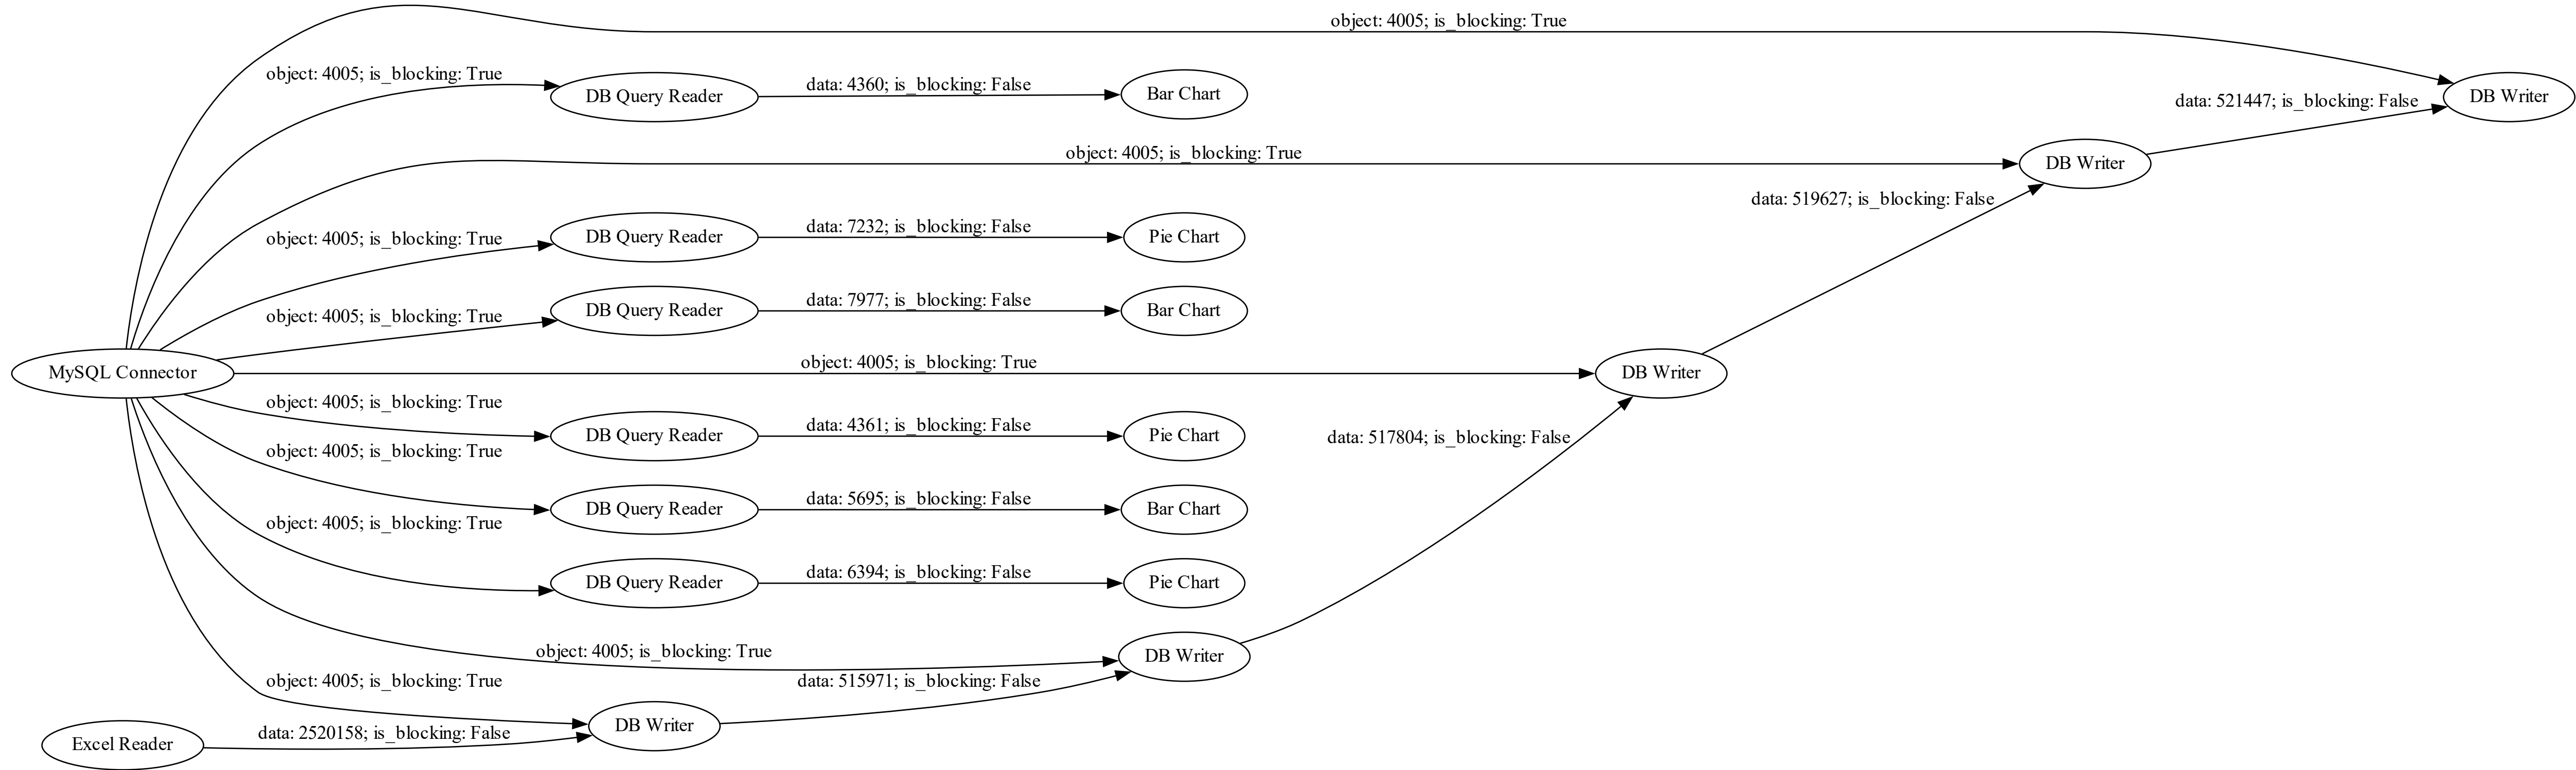 object: 4005; is_blocking: True
object: 4005; is_blocking: True
DB Query Reader
data: 4360; is_blocking: False
Bar Chart
data: 521447; is_blocking: False
DB Writer
object: 4005; is_blocking: True
DB Writer
data: 519627; is_blocking: False
object: 4005; is_blocking: True
DB Query Reader
data: 7232; is_blocking: False
Pie Chart
object: 4005; is_blocking: True
DB Query Reader
data: 7977; is_blocking: False
Bar Chart
MySQL Connector
object: 4005; is_blocking: True
DB Writer
object: 4005; is_blocking: True
DB Query Reader
data: 4361; is_blocking: False
Pie Chart
data: 517804; is_blocking: False
object: 4005; is_blocking: True
DB Query Reader
data: 5695; is_blocking: False
Bar Chart
object: 4005; is_blocking: True
DB Query Reader
data: 6394; is_blocking: False
Pie Chart
object: 4005; is_blocking: True
DB Writer
object: 4005; is_blocking: True
data: 515971; is_blocking: False
DB Writer
Excel Reader
data: 2520158; is_blocking: False